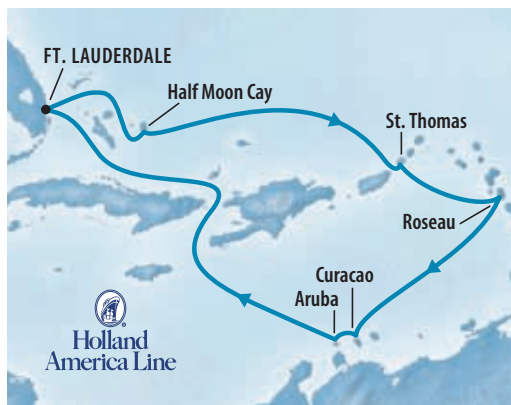 FT. LAUDERDALE
Half Moon Cay
St. Thomas
Roseau
Curacao
Aruba
Holland
America Line